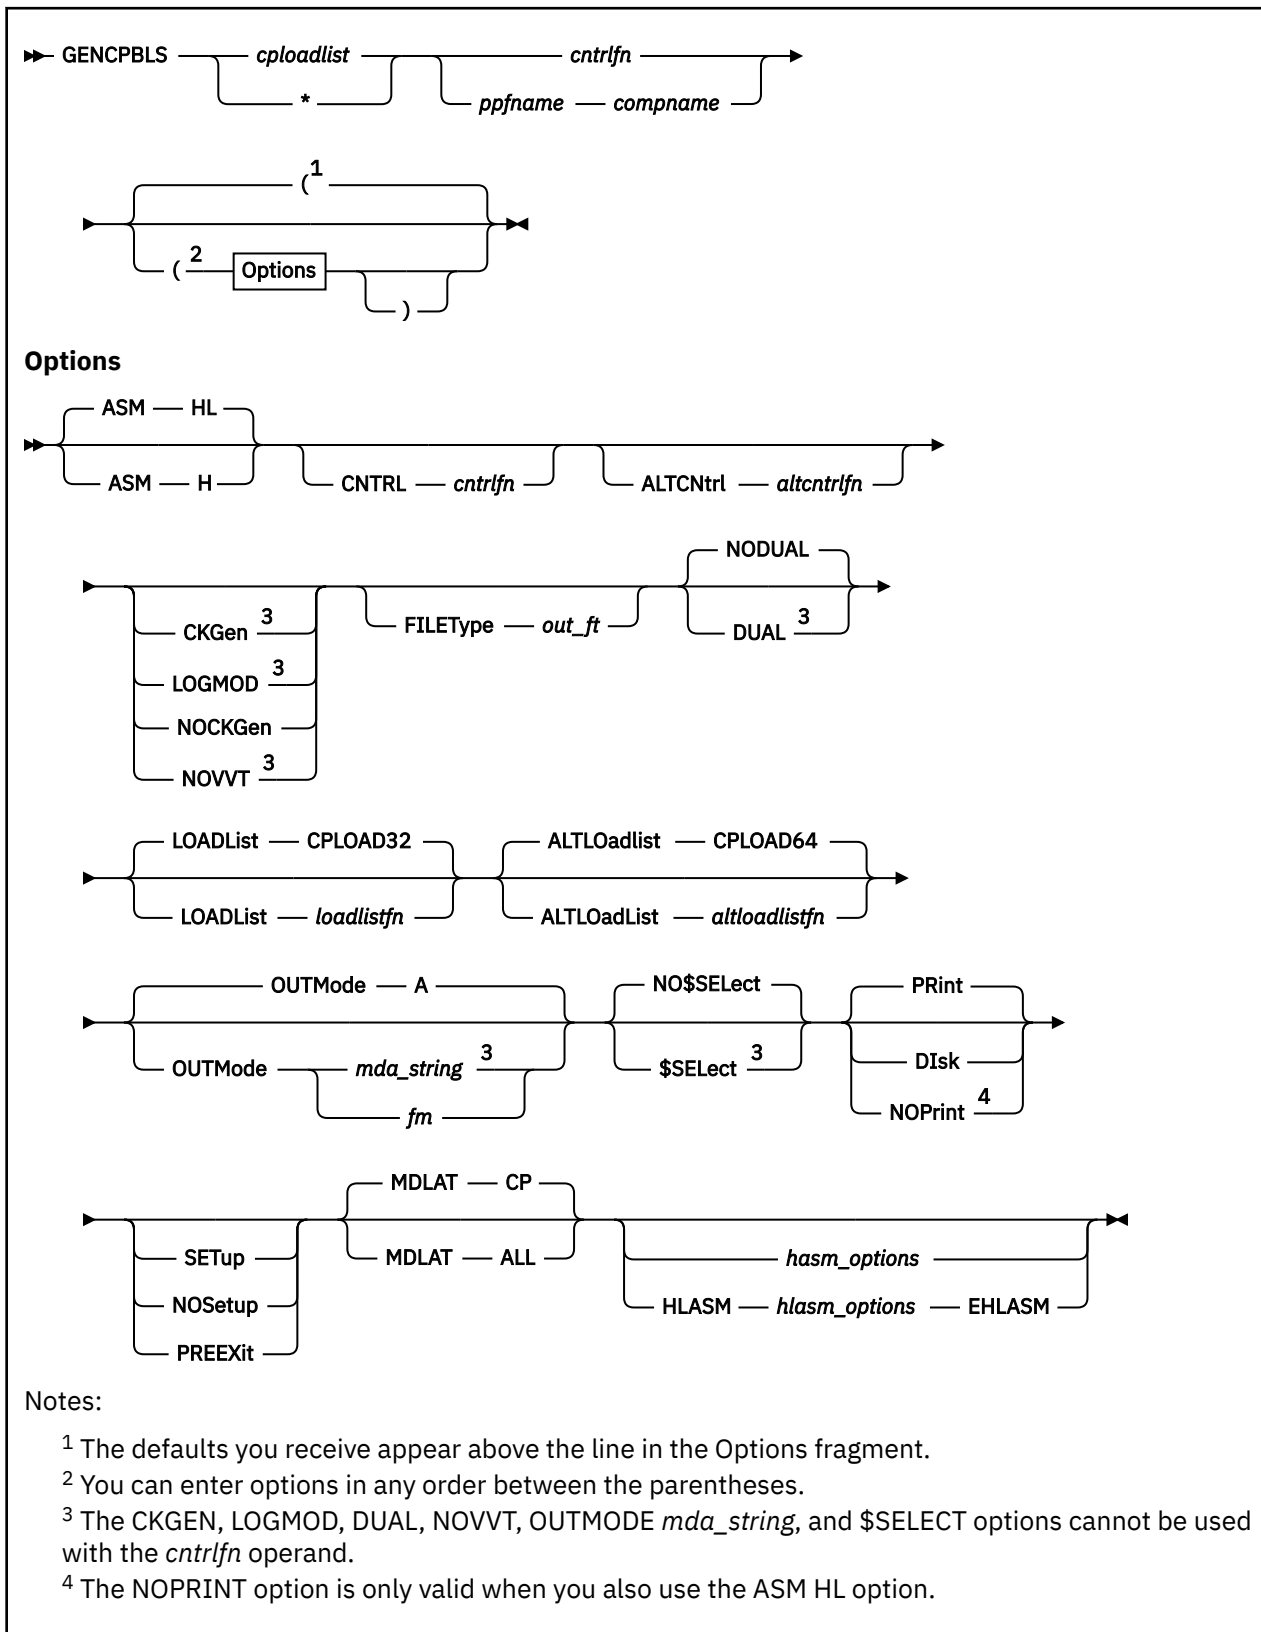 GENCPBLS cploadlist cntrlfn
* ppfname compname
( 1
( 2 Options
)
Options
ASM HL
ASM H CNTRL cntrlfn ALTCNtrl altcntrlfn
NODUAL
CKGen 3 FILEType out_ft DUAL 3
LOGMOD 3
NOCKGen
NOVVT 3
LOADList CPLOAD32 ALTLOadlist CPLOAD64
LOADList loadlistfn ALTLOadList altloadlistfn
OUTMode A NO$SELect PRint
OUTMode mda_string 3 $SELect 3 DIsk
fm NOPrint 4
MDLAT CP
SETup MDLAT ALL hasm_options
NOSetup HLASM hlasm_options EHLASM
PREEXit
Notes:
1 The defaults you receive appear above the line in the Options fragment.
2 You can enter options in any order between the parentheses.
3 The CKGEN, LOGMOD, DUAL, NOVVT, OUTMODE mda_string, and $SELECT options cannot be used
with the cntrlfn operand.
4 The NOPRINT option is only valid when you also use the ASM HL option.